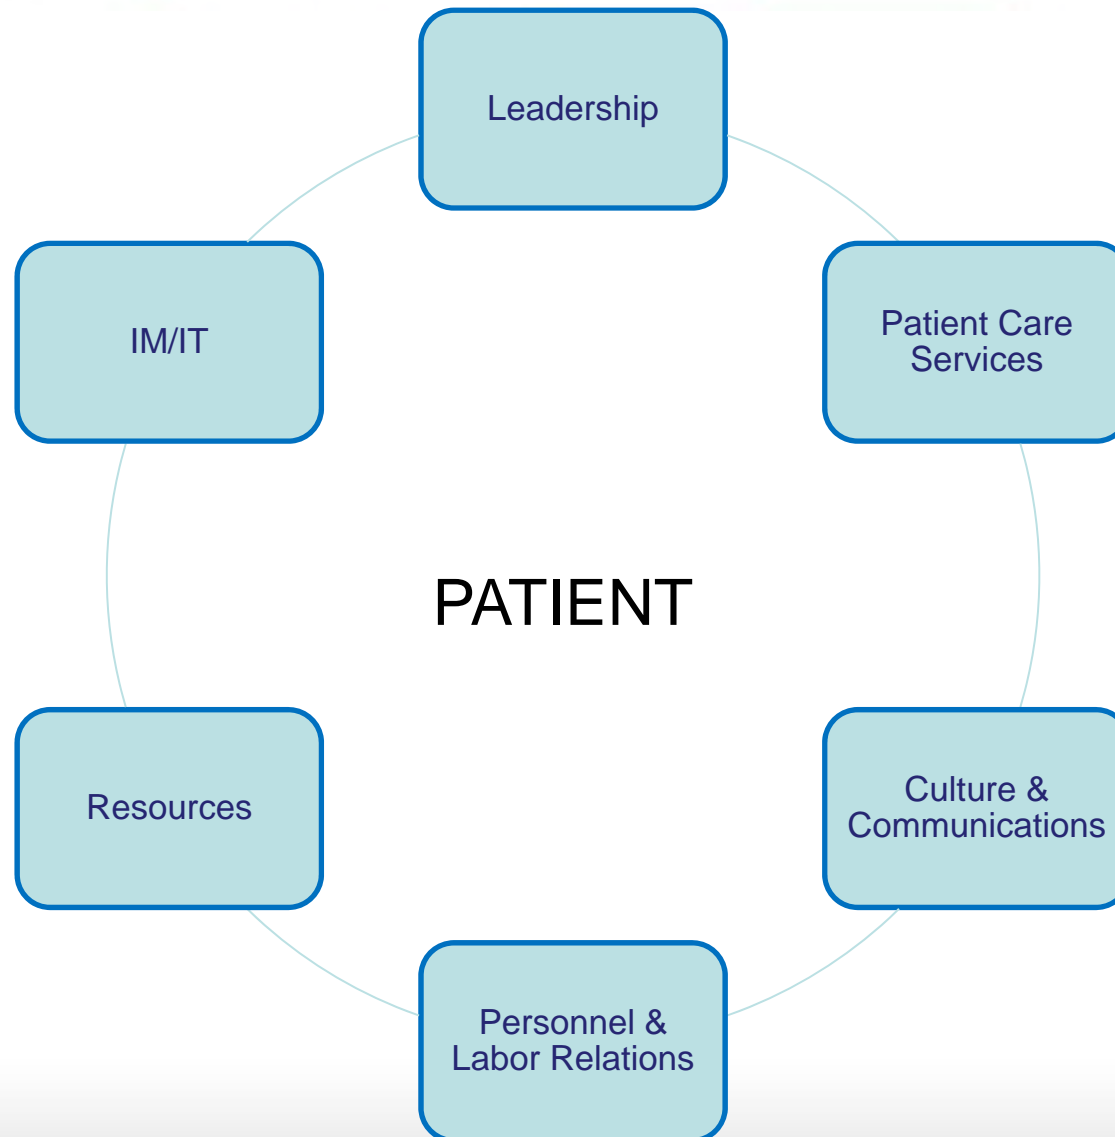 Leadership
Patient Care
Services
IM/IT
PATIENT
Culture &
Communications
Resources
Personnel &
Labor Relations